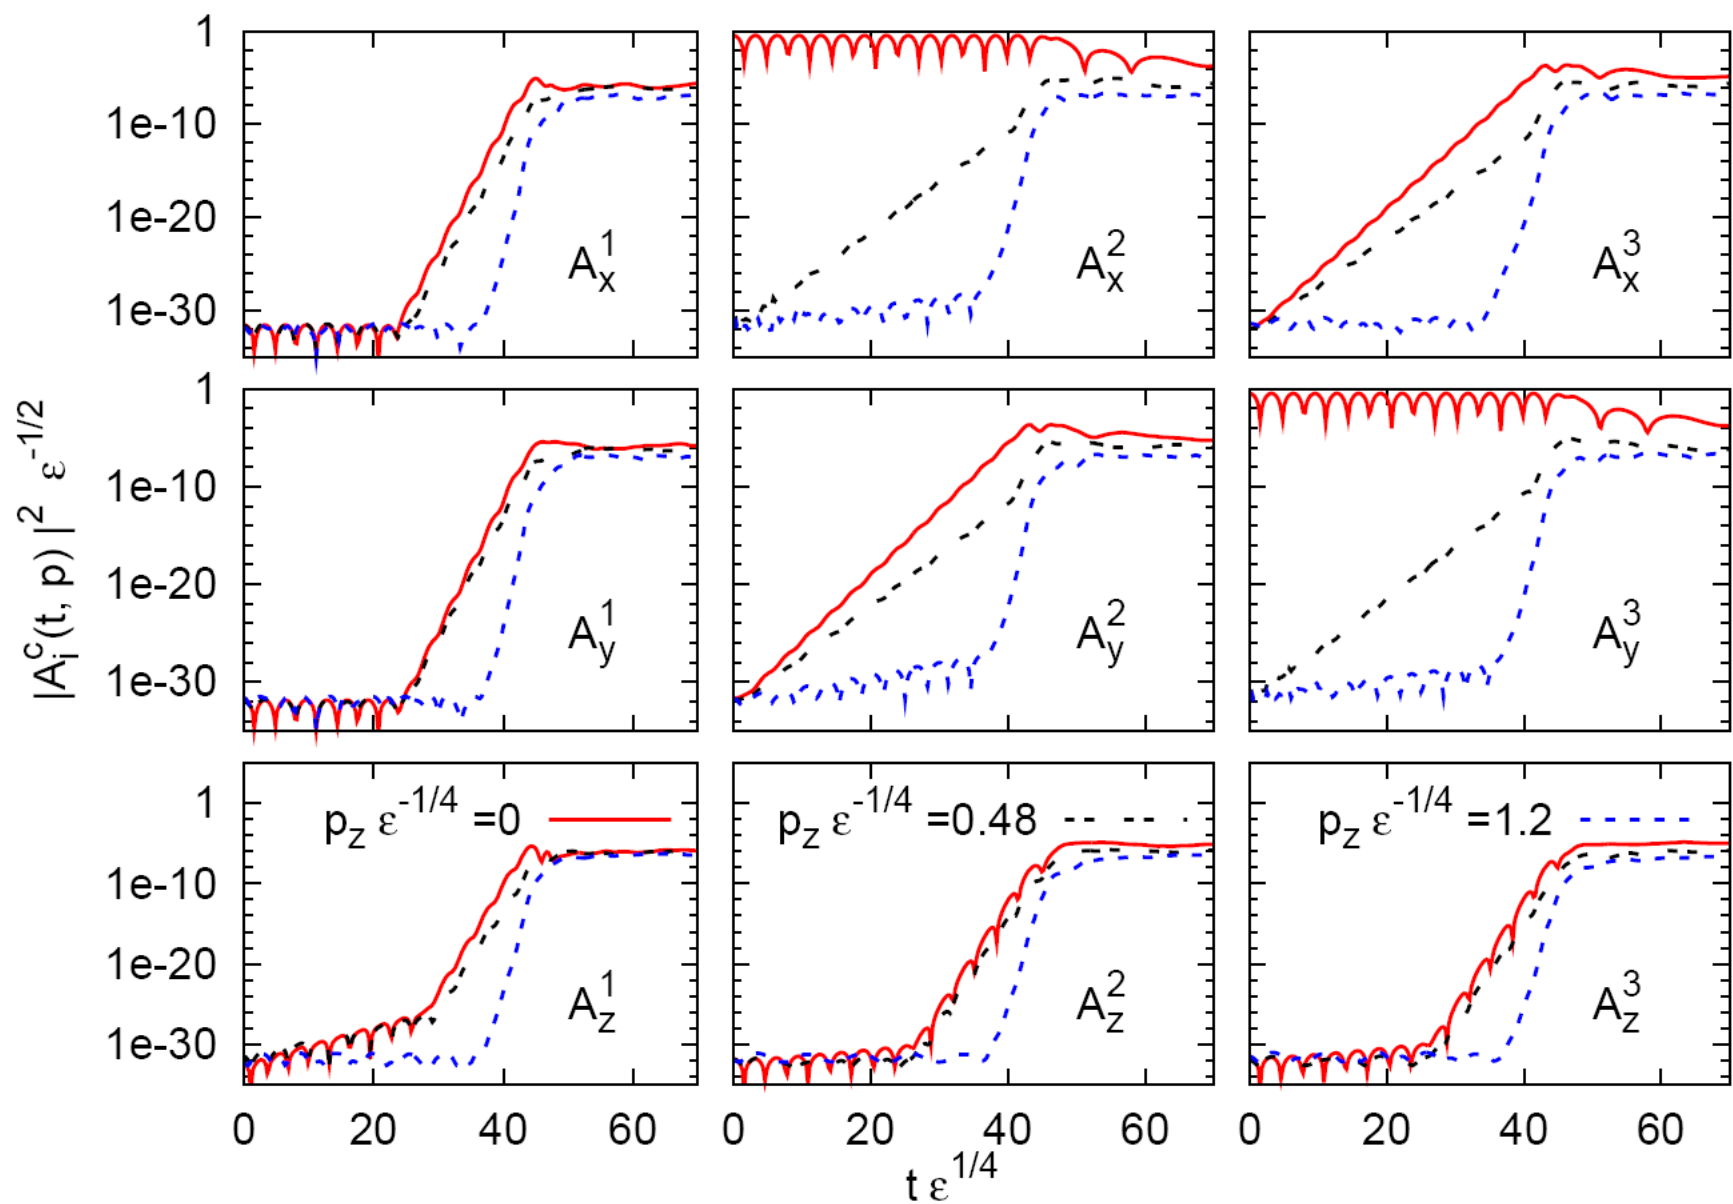 1
1e-10
1e-20
1e-30
A_x^1
A_x^2
A_x^3
|A_i^c(t, p)|^2 ε^-1/2
1
1e-10
1e-20
1e-30
A_y^1
A_y^2
A_y^3
1
1e-10
1e-20
1e-30
p_z ε^-1/4 =0
p_z ε^-1/4 =0.48
p_z ε^-1/4 =1.2
A_z^1
A_z^2
A_z^3
0 20 40 60 0 20 40 60 0 20 40 60
t ε^1/4